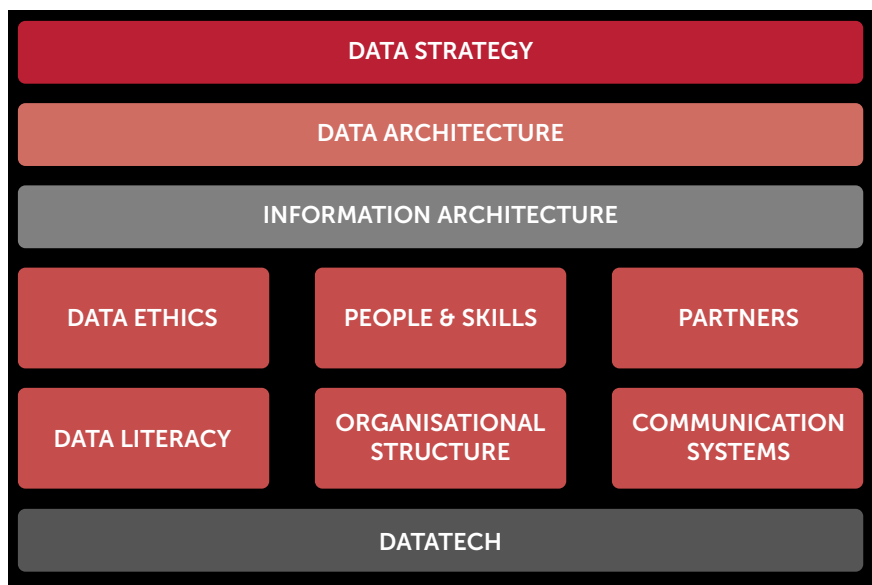 DATA STRATEGY
DATA ARCHITECTURE
INFORMATION ARCHITECTURE
DATA ETHICS
PEOPLE & SKILLS
PARTNERS
DATA LITERACY
ORGANISATIONAL
STRUCTURE
COMMUNICATION
SYSTEMS
DATATECH